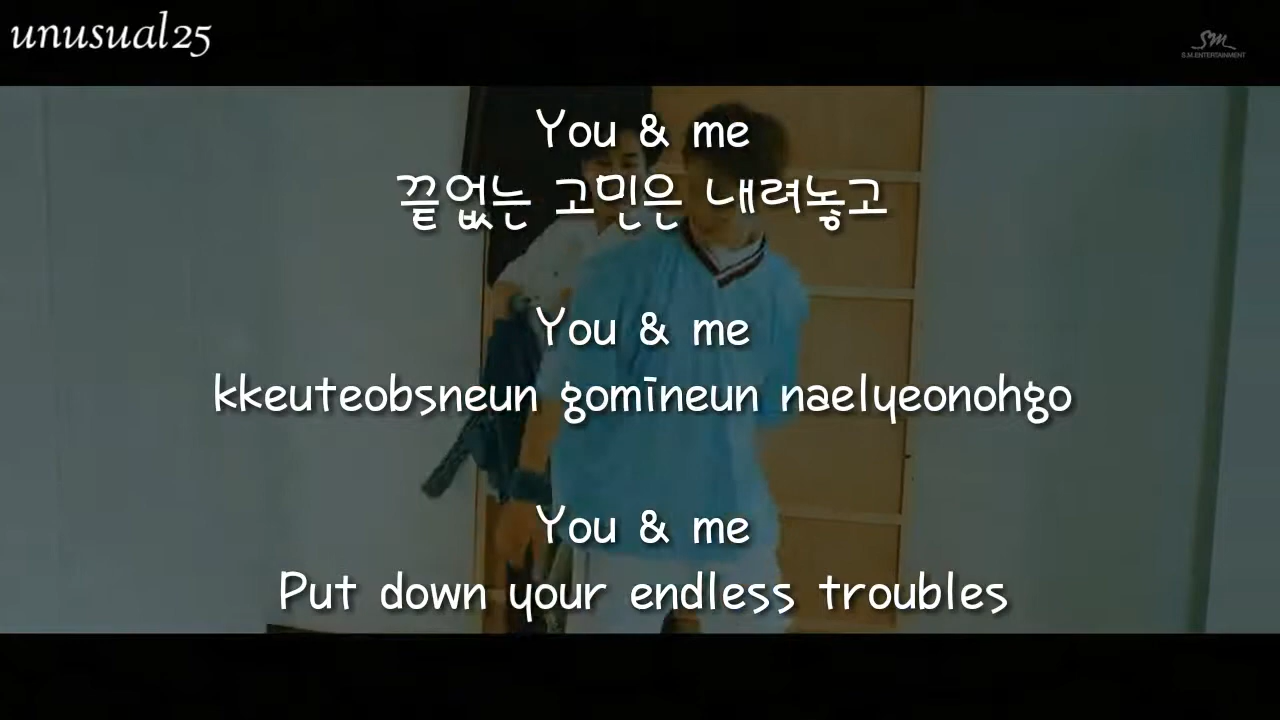 unusual25
SM
S.M.ENTERTAINMENT
You & me
끝없는 고민은 내려놓고
You & me
kkeuteobsneun gomineun naelyeonohgo
You & me
Put down your endless troubles